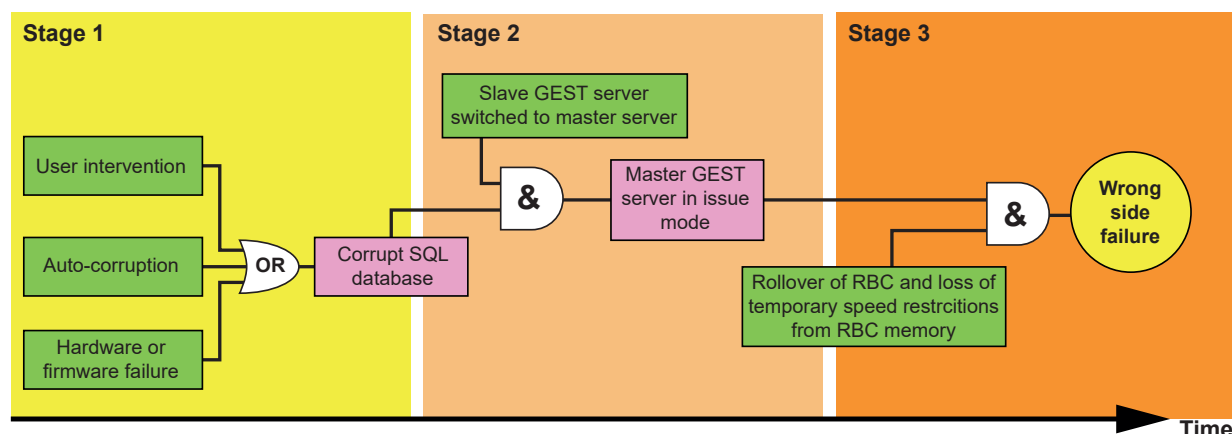 Stage 1
Stage 2
Stage 3
Slave GEST server
switched to master server
User intervention
Auto-corruption
Hardware or
firmware failure
OR
Corrupt SQL
database
&
Master GEST
server in issue
mode
Rollover of RBC and loss of
temporary speed restrcitions
from RBC memory
&
Wrong
side
failure
Time